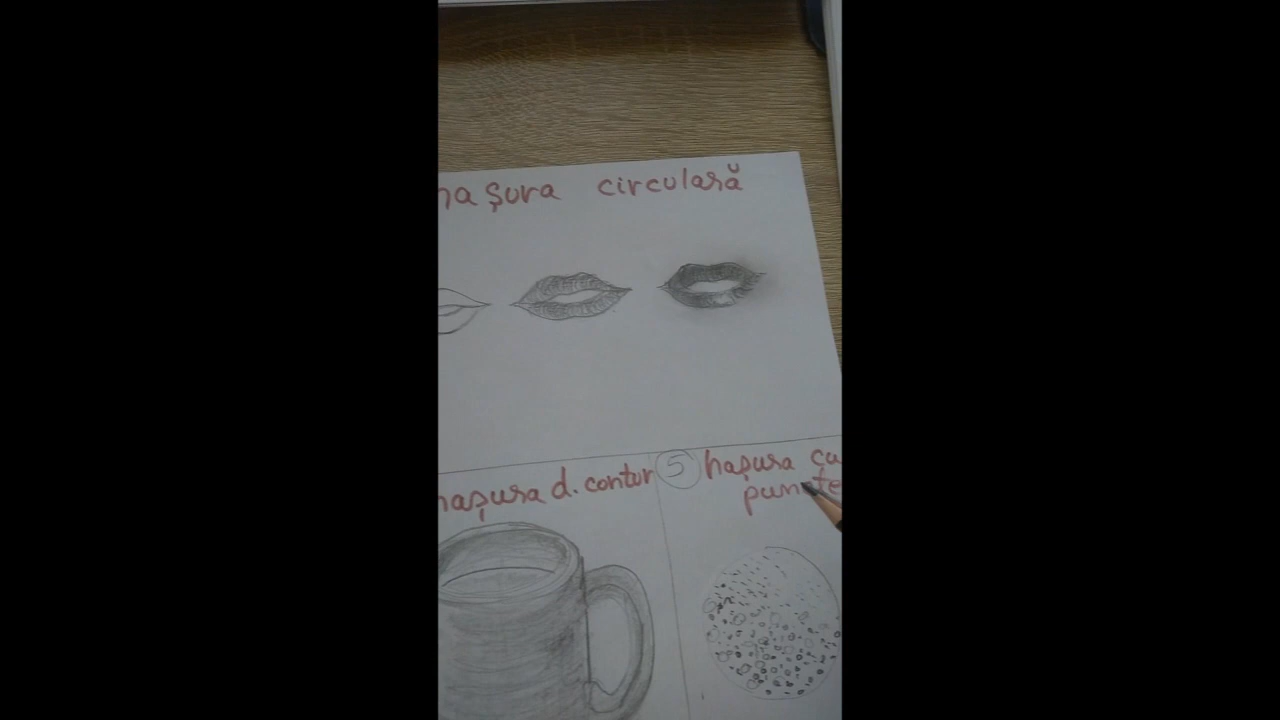 hașura circulară
hașura d. contur
5 hașura cu
puncte